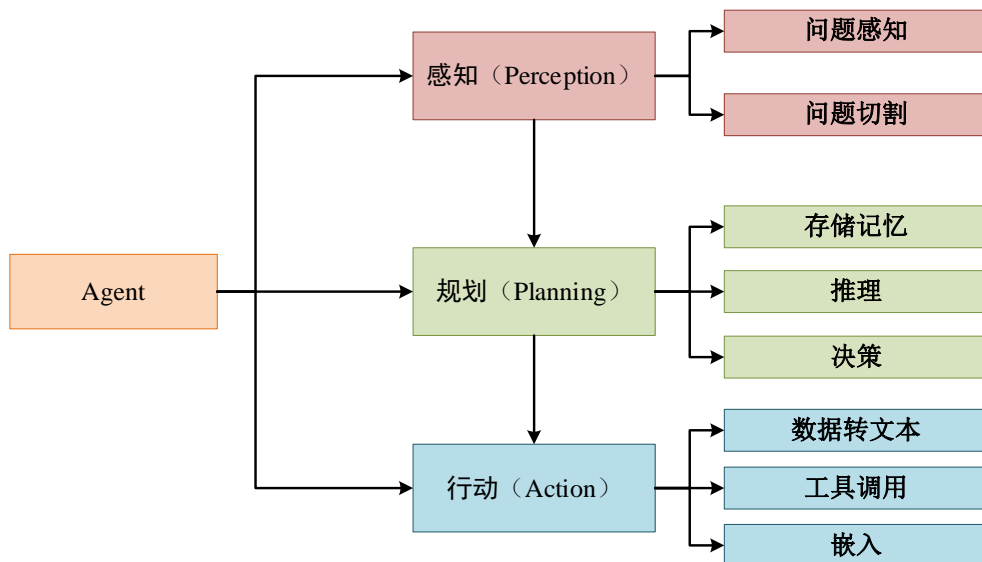 Agent
感知（Perception）
问题感知
问题切割
规划（Planning）
存储记忆
推理
决策
行动（Action）
数据转文本
工具调用
嵌入